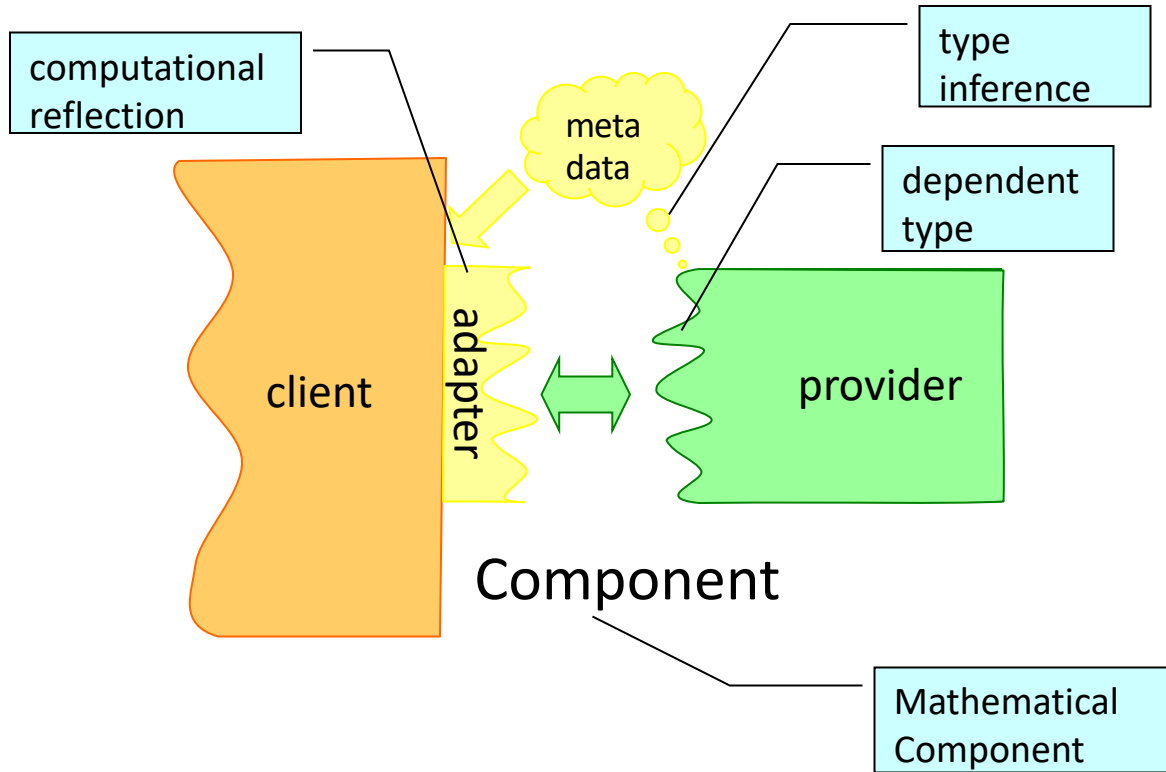 computational
reflection
type
inference
meta
data
dependent
type
adapter
client
provider
Component
Mathematical
Component